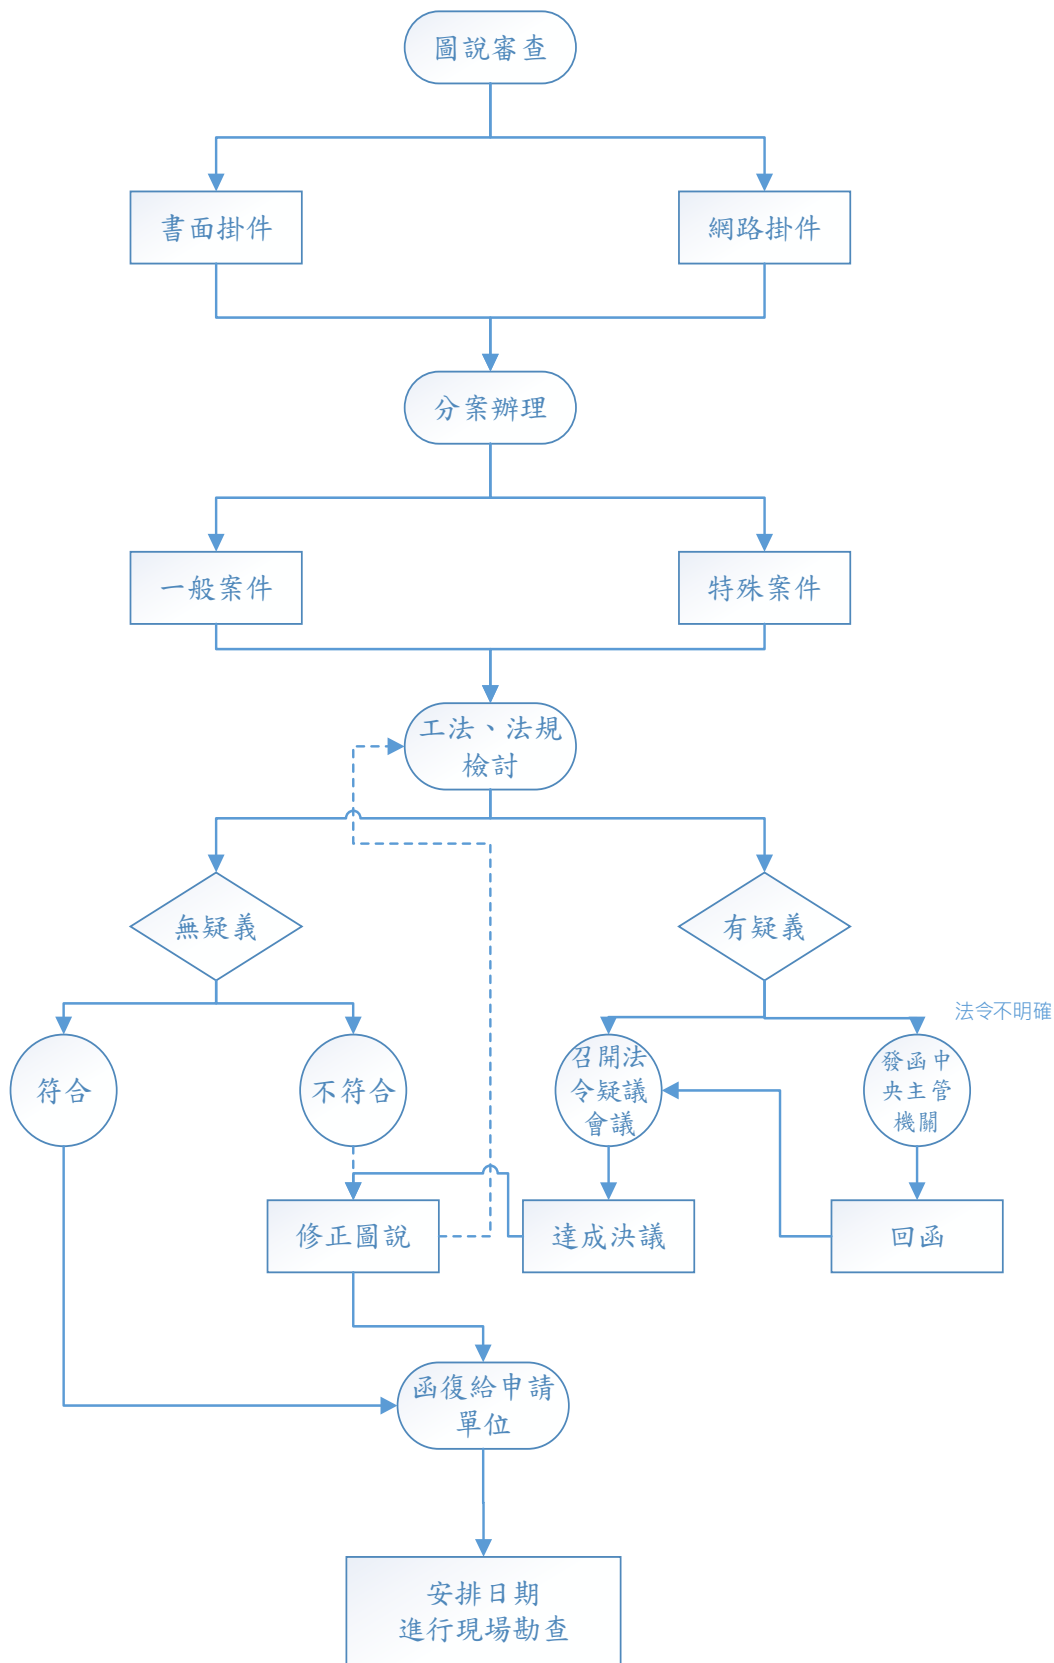 圖說審查
書面掛件
網路掛件
分案辦理
一般案件
特殊案件
工法、法規
檢討
無疑義
有疑義
法令不明確
符合
不符合
召開法
令疑議
會議
發函中
央主管
機關
修正圖說
達成決議
回函
函復給申請
單位
安排日期
進行現場勘查